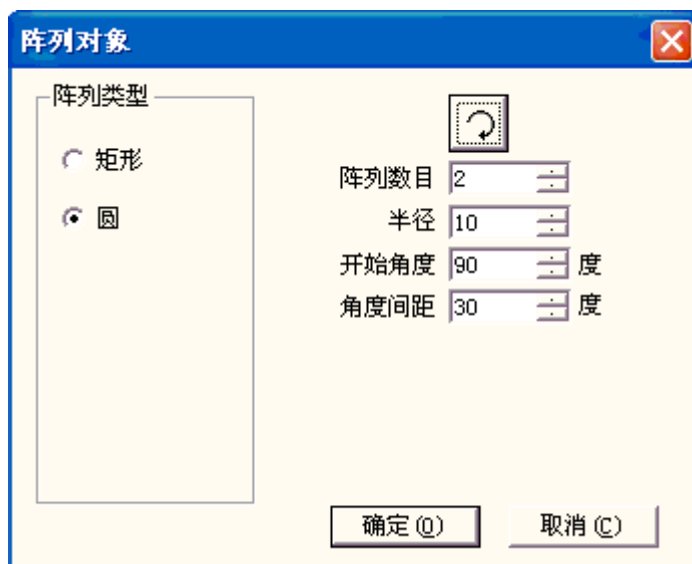 阵列对象
阵列类型
矩形
圆
阵列数目 2
半径 10
开始角度 90 度
角度间距 30 度
确定(O) 取消(C)